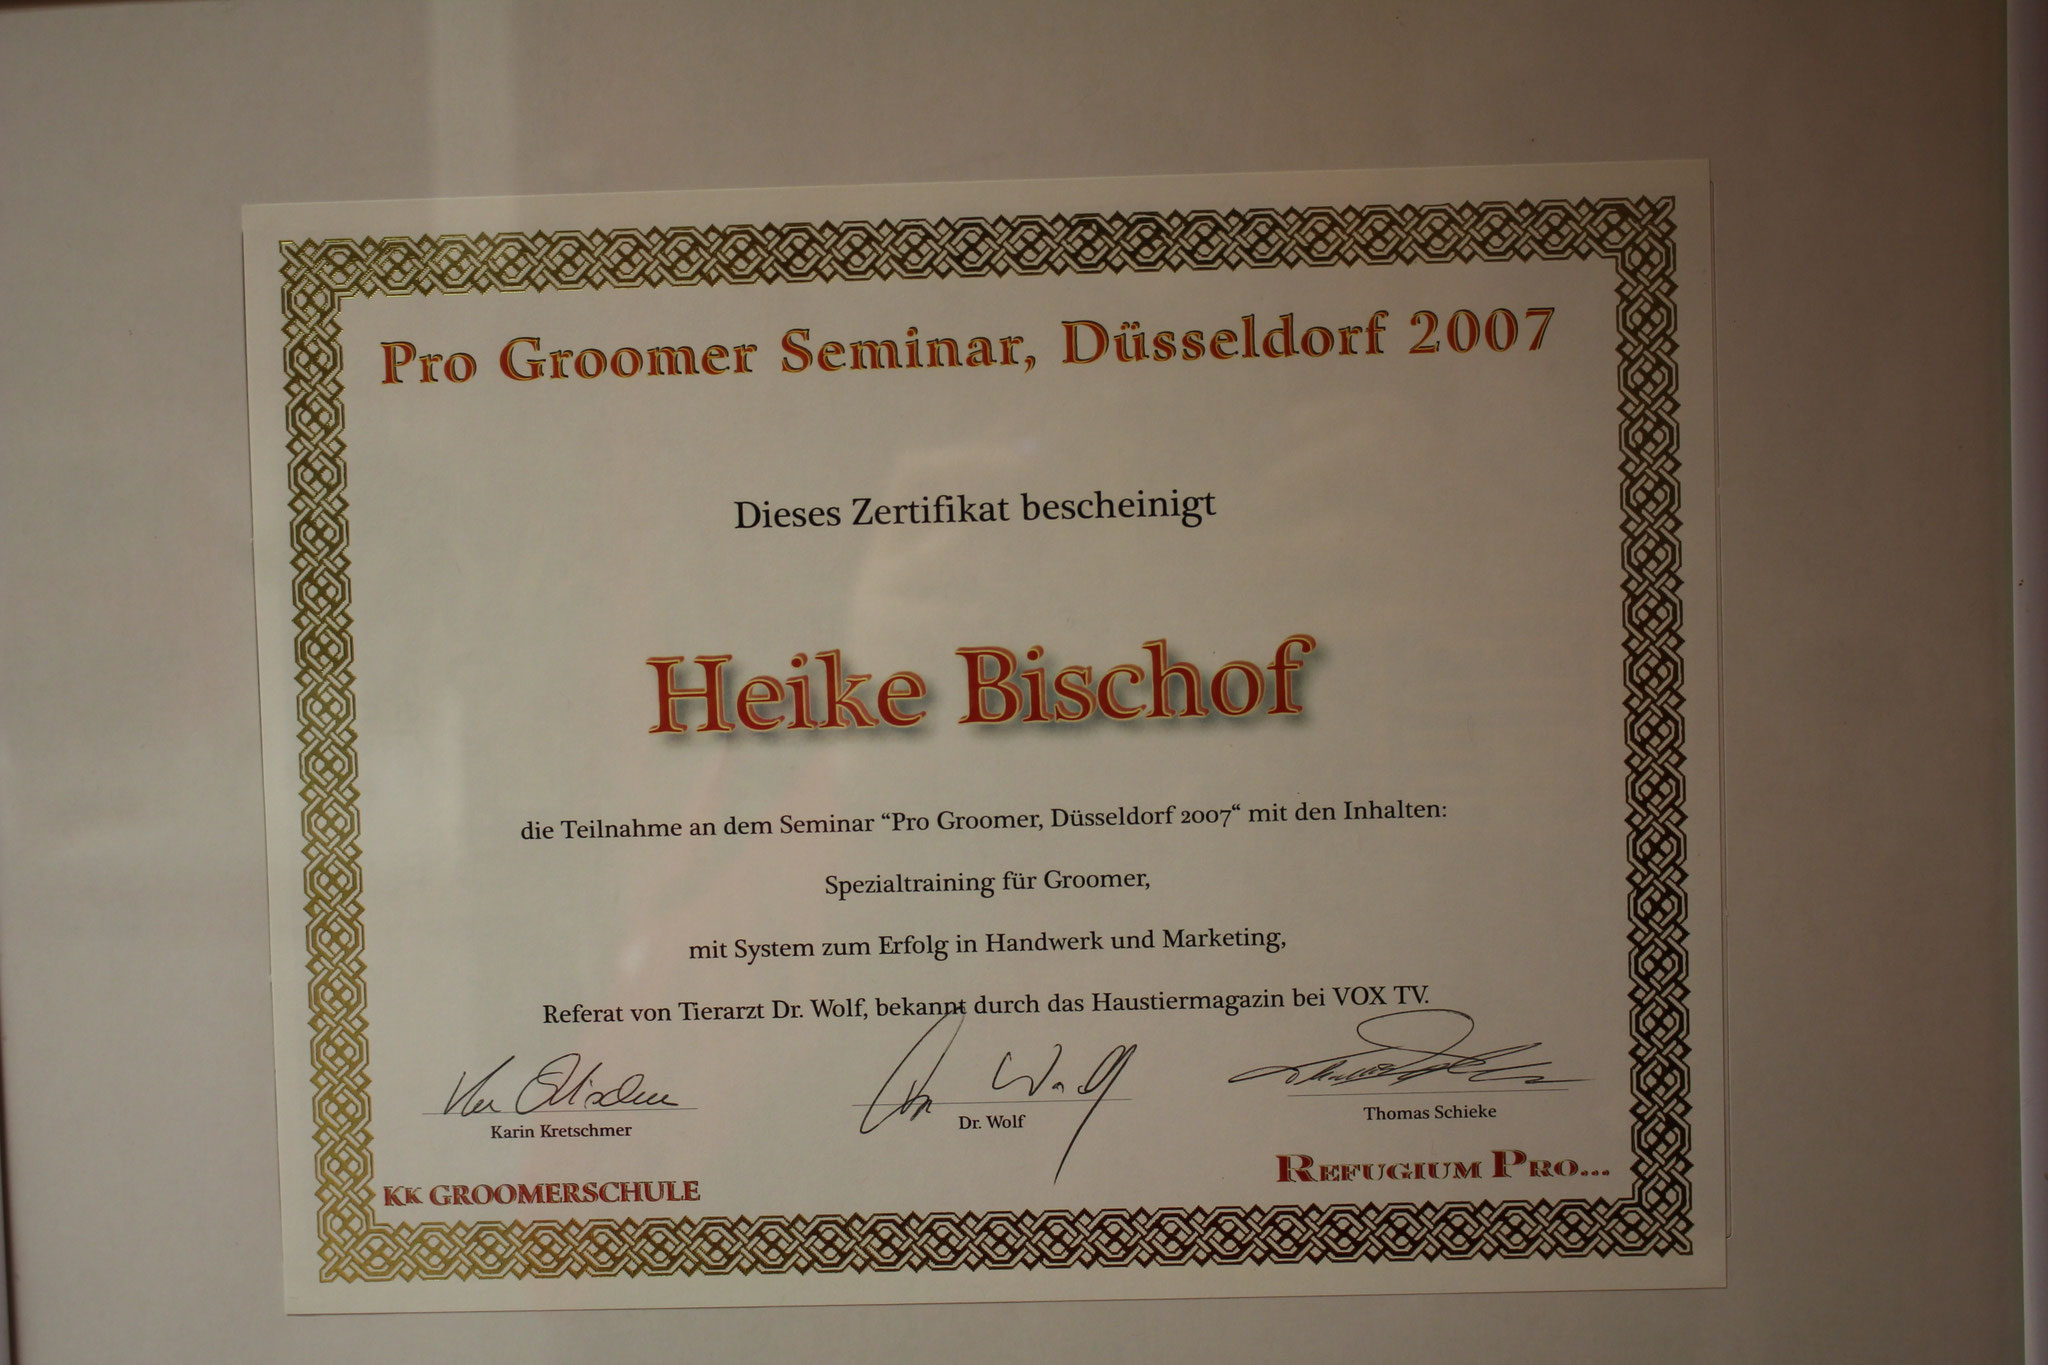 Pro Groomer Seminar, Düsseldorf 2007
Dieses Zertifikat bescheinigt
Heike Bischof
die Teilnahme an dem Seminar “Pro Groomer, Düsseldorf 2007“ mit den Inhalten:
Spezialtraining für Groomer,
mit System zum Erfolg in Handwerk und Marketing,
Referat von Tierarzt Dr. Wolf, bekannt durch das Haustiermagazin bei VOX TV.
Karin Kretschmer
Dr. Wolf
Thomas Schieke
KK GROOMERSCHULE
REFUGIUM PRO...